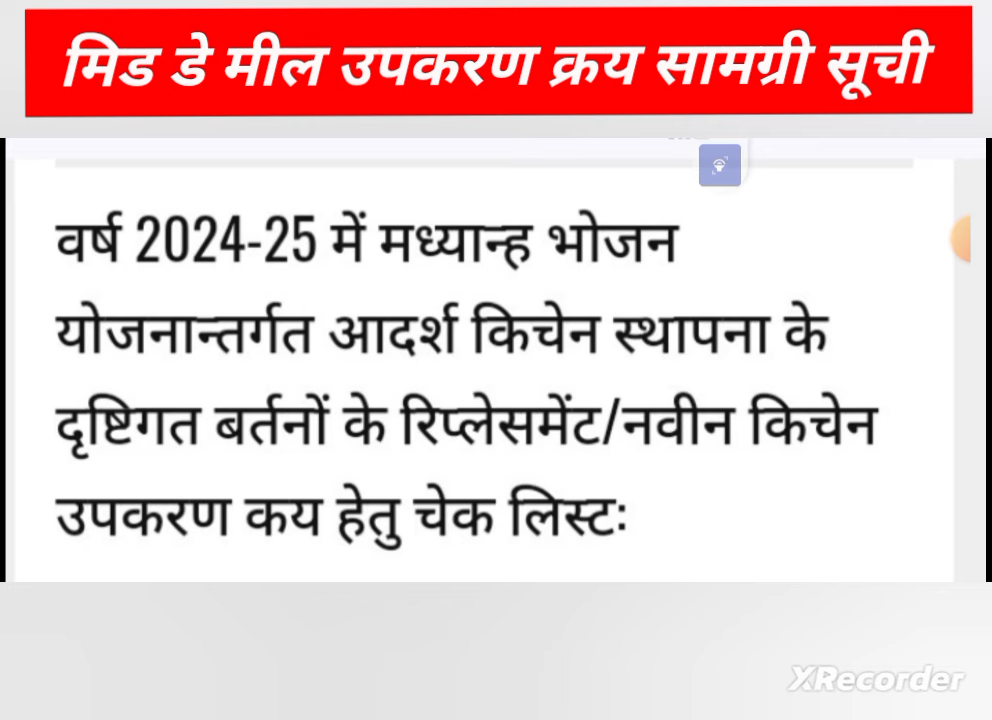 मिड डे मील उपकरण क्रय सामग्री सूची
वर्ष 2024-25 में मध्यान्ह भोजन
योजनान्तर्गत आदर्श किचेन स्थापना के
दृष्टिगत बर्तनों के रिप्लेसमेंट/नवीन किचेन
उपकरण कय हेतु चेक लिस्टः
XRecorder